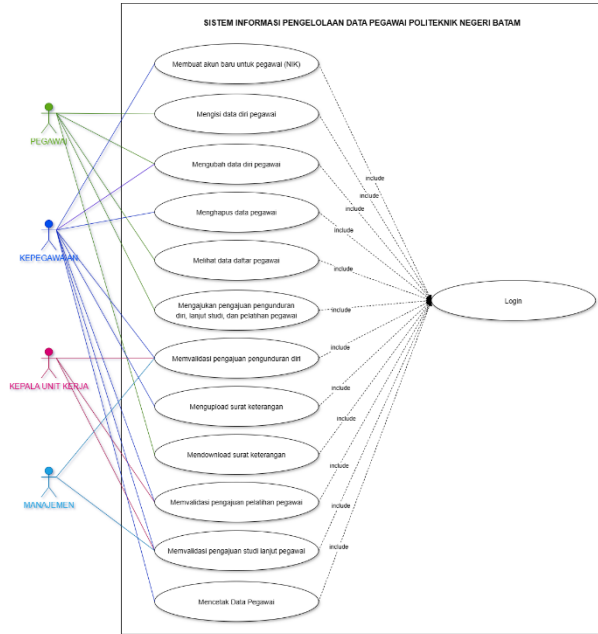 SISTEM INFORMASI PENGELOLAAN DATA PEGAWAI POLITEKNIK NEGERI BATAM
Membuat akun baru untuk pegawai (NIK)
Mengisi data diri pegawai
PEGAWAI
Mengubah data diri pegawai
include
include
Menghapus data pegawai
include
KEPEGAWAIAN
include
Melihat data daftar pegawai
include
Login
Mengajukan pengajuan pengunduran
diri, lanjut studi, dan pelatihan pegawai
include
Memvalidasi pengajuan pengunduran diri
include
KEPALA UNIT KERJA
Mengupload surat keterangan
include
Mendownload surat keterangan
include
Memvalidasi pengajuan pelatihan pegawai
include
MANAJEMEN
include
Memvalidasi pengajuan studi lanjut pegawai
include
Mencetak Data Pegawai